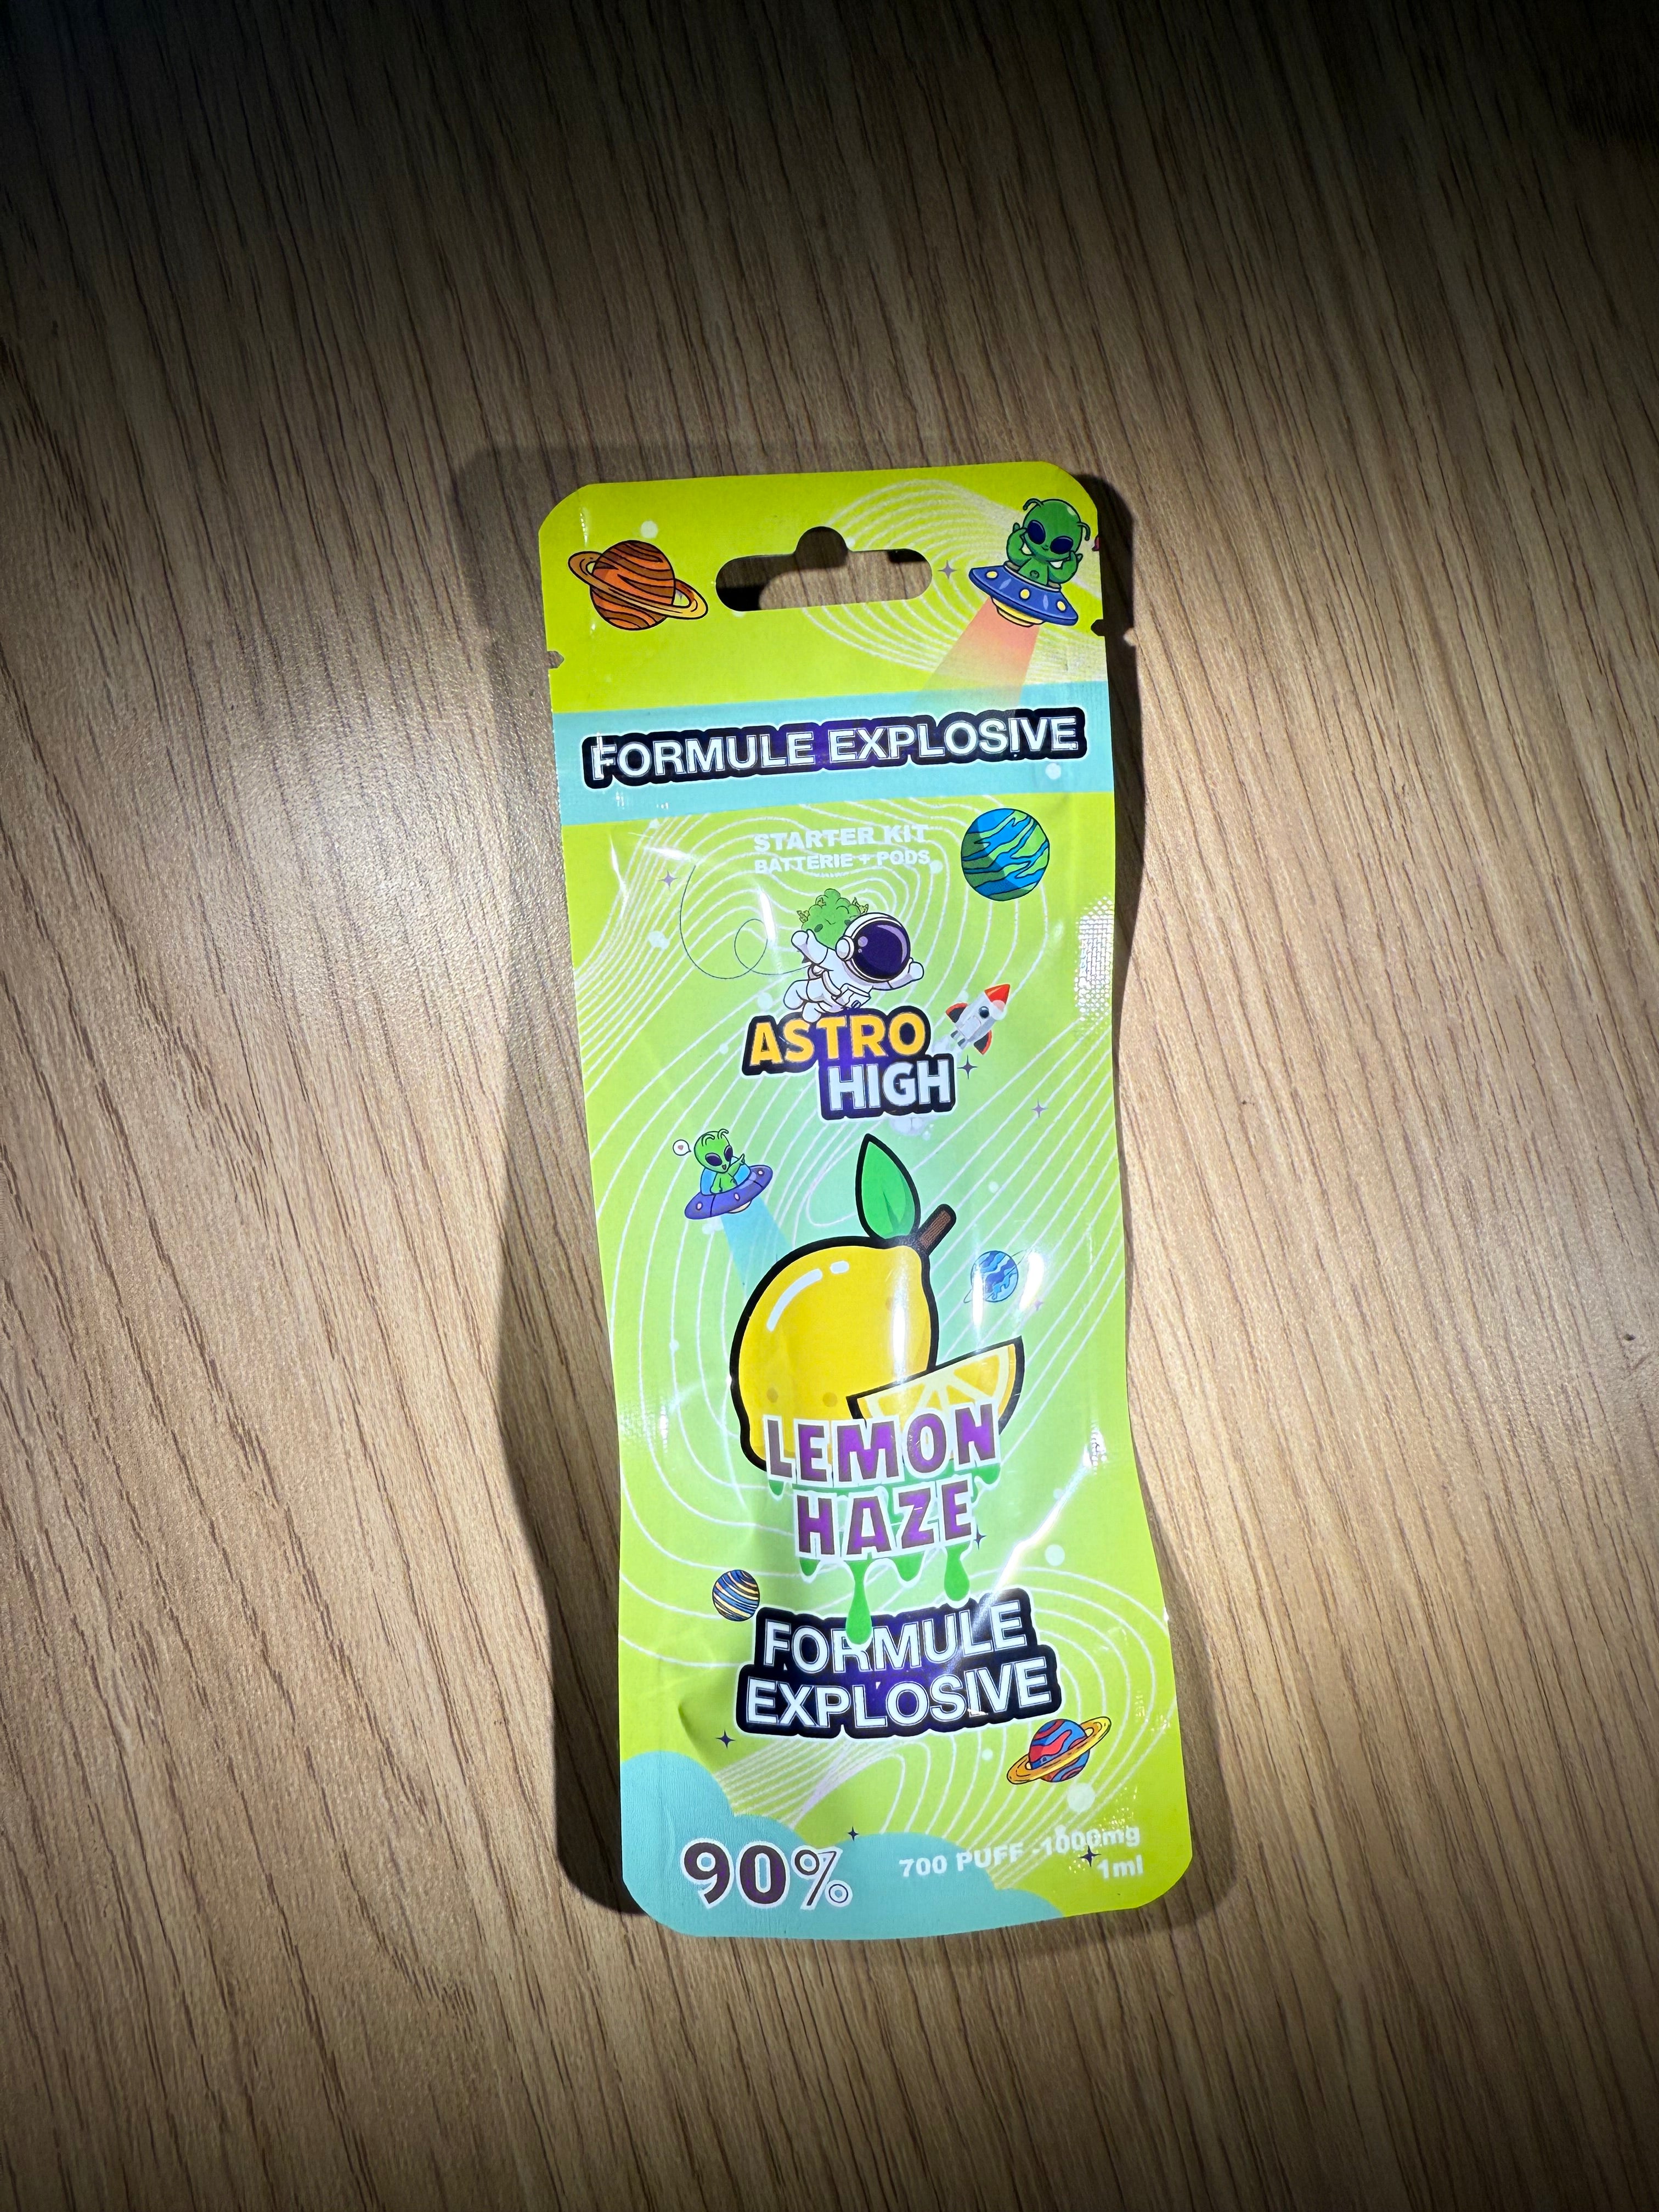 FORMULE EXPLOSIVE
STARTER KIT
BATTERIE + PODS
ASTRO
HIGH
LEMON
HAZE
FORMULE
EXPLOSIVE
90%
700 PUFF -1000mg
1ml